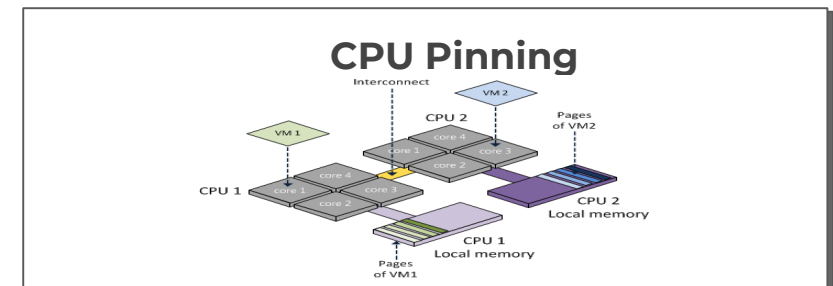 CPU Pinning
Interconnect
VM 1
VM 2
CPU 2
Pages
of VM2
core 4
core 1
core 3
core 2
CPU 1
core 4
core 1
core 3
core 2
CPU 2
Local memory
CPU 1
Local memory
Pages
of VM1